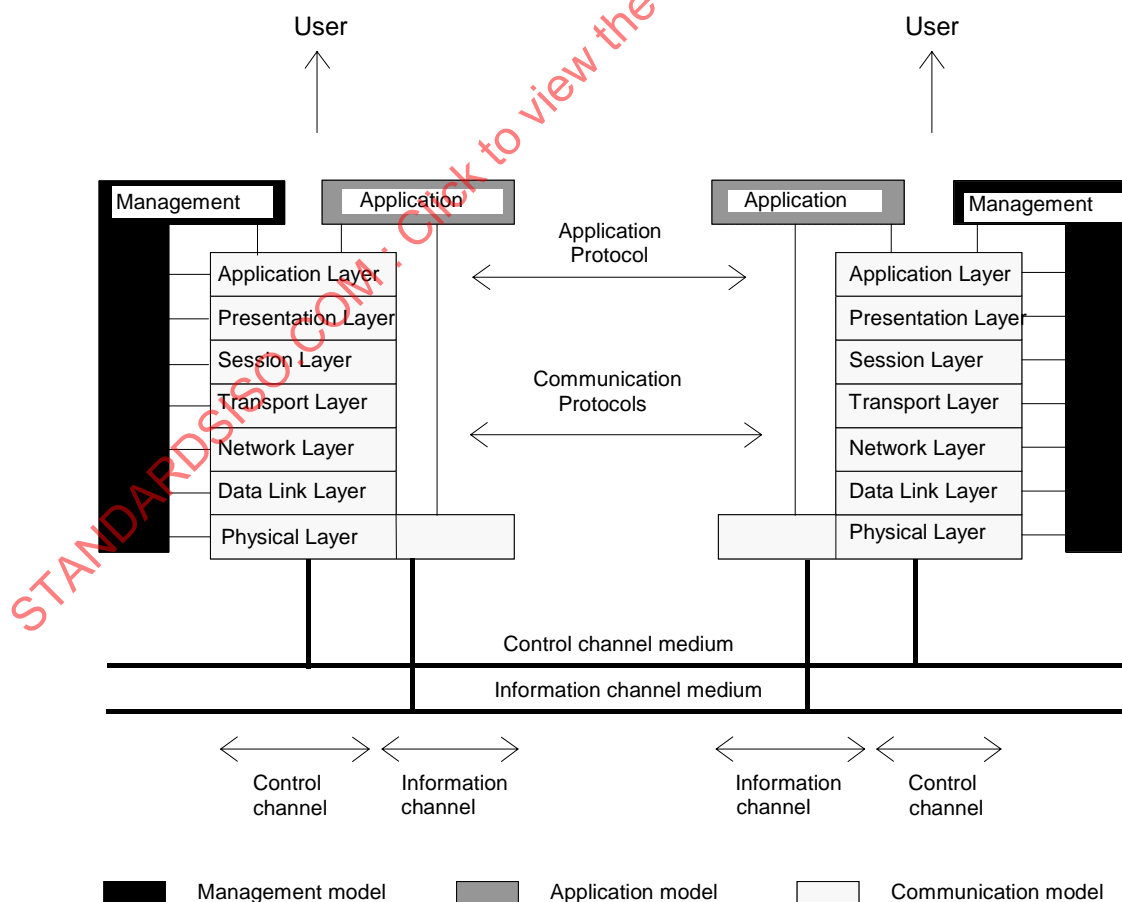 User
User
STANDARDSISO.COM : Click to view the
Management
Application
Application
Management
Application
Protocol
Application Layer
Presentation Layer
Session Layer
Transport Layer
Network Layer
Data Link Layer
Physical Layer
Communication
Protocols
Application Layer
Presentation Layer
Session Layer
Transport Layer
Network Layer
Data Link Layer
Physical Layer
Control channel medium
Information channel medium
Control
channel
Information
channel
Information
channel
Control
channel
Management model
Application model
Communication model